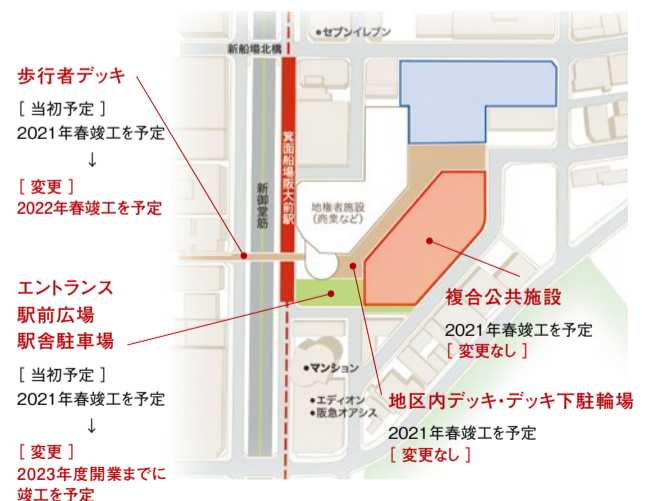 ●セブンイレブン
新船場北橋
歩行者デッキ
［ 当初予定 ］
2021年春竣工を予定
↓
［ 変更 ］
2022年春竣工を予定
箕面船場阪大前駅
新御堂筋
地権者施設
（商業など）
エントランス
駅前広場
駅舎駐車場
［ 当初予定 ］
2021年春竣工を予定
↓
［ 変更 ］
2023年度開業までに
竣工を予定
複合公共施設
2021年春竣工を予定
［ 変更なし ］
●マンション
●エディオン
●阪急オアシス
地区内デッキ・デッキ下駐輪場
2021年春竣工を予定
［ 変更なし ］